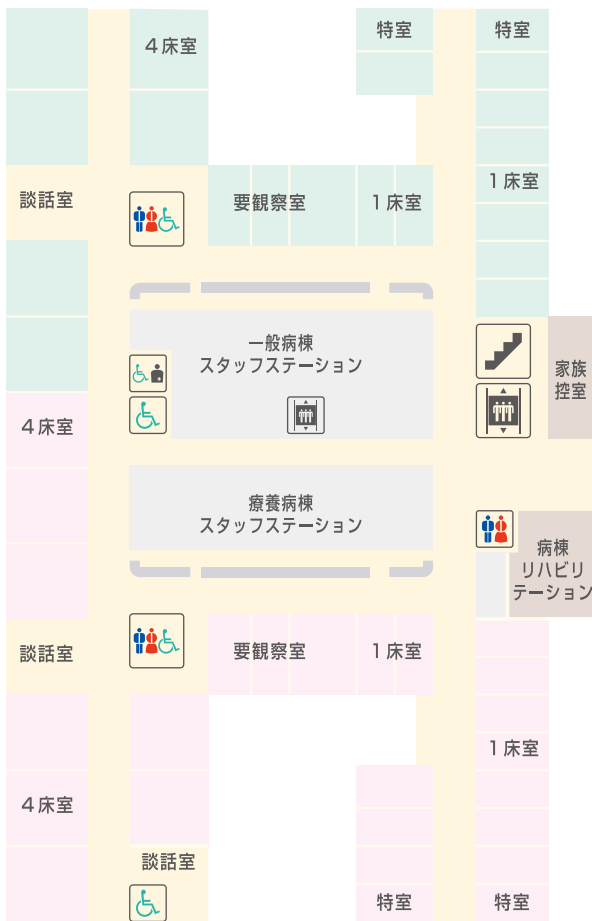 ４床室
特室
特室
１床室
談話室
要観察室
１床室
一般病棟
スタッフステーション
家族
控室
４床室
療養病棟
スタッフステーション
病棟
リハビリ
テーション
談話室
要観察室
１床室
１床室
４床室
談話室
特室
特室